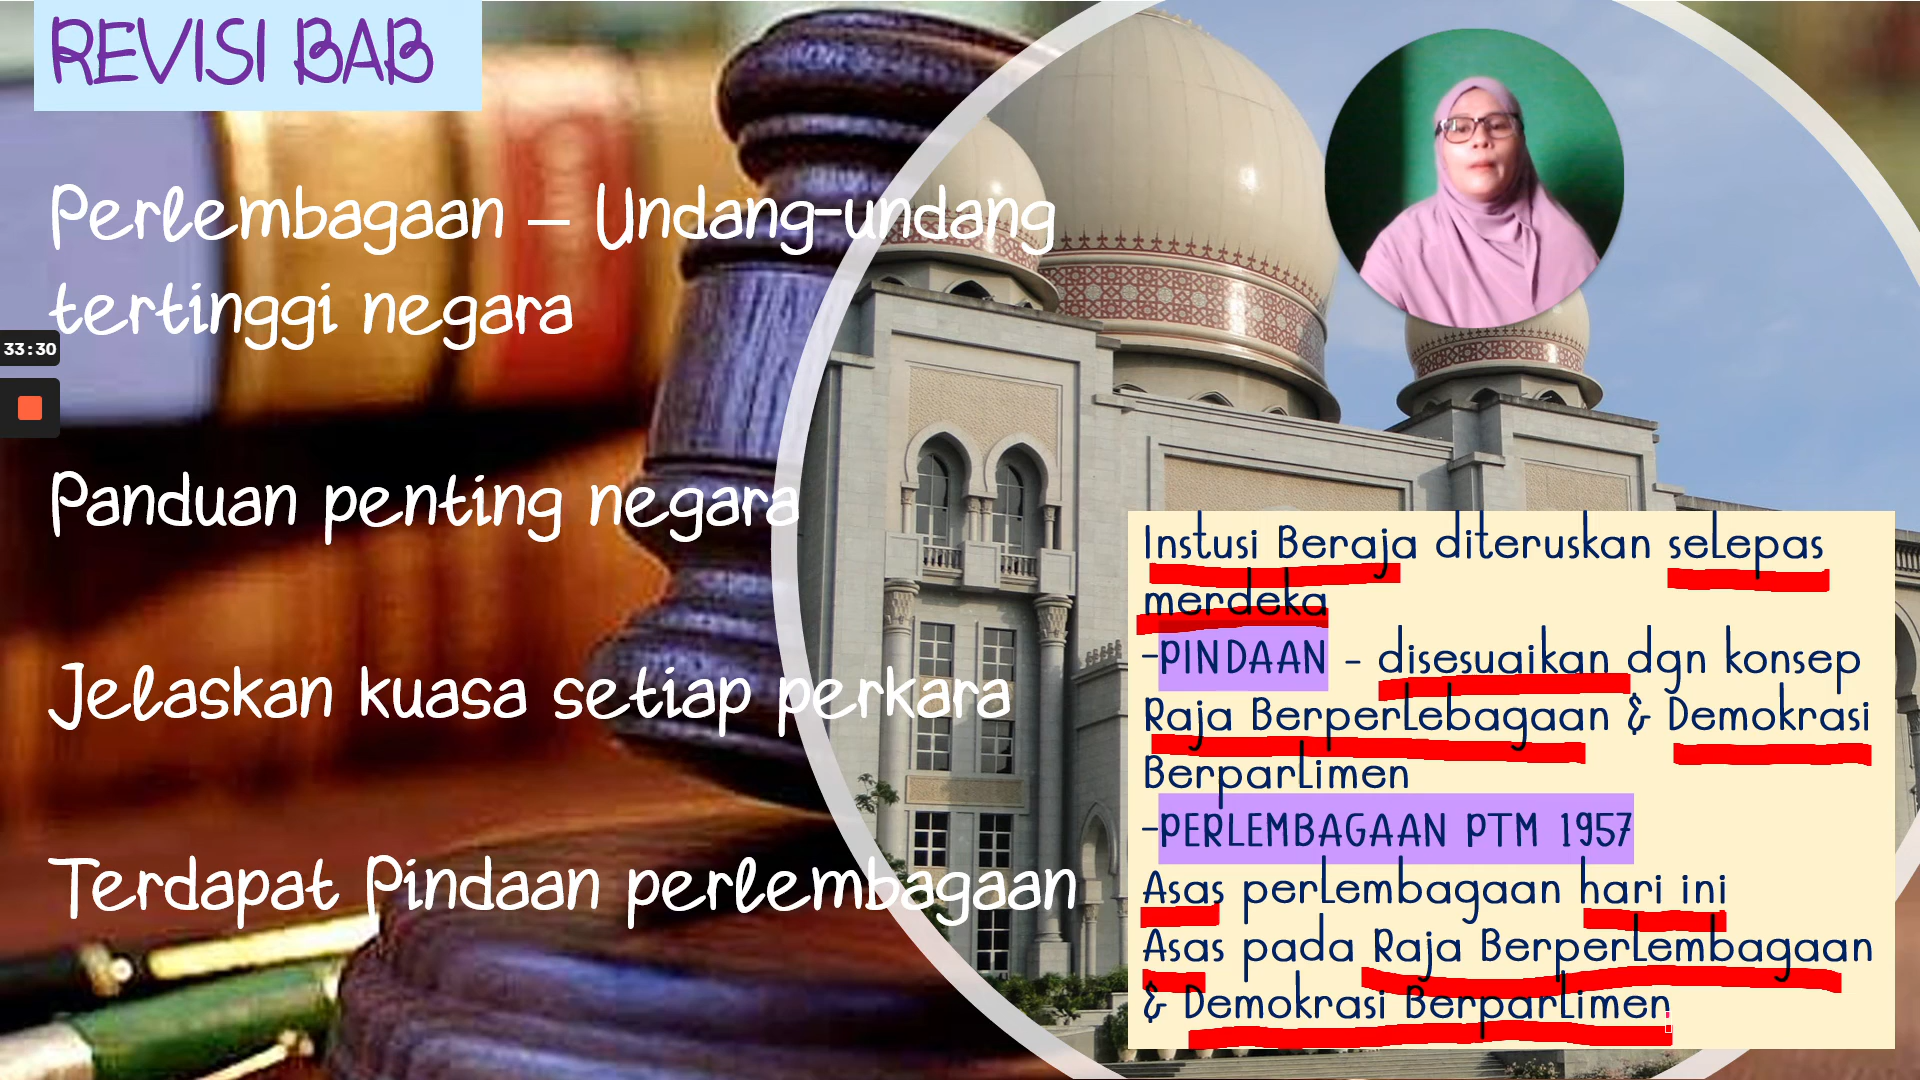 REVISI BAB
Perlembagaan – Undang-undang
tertinggi negara
33:30
Panduan penting negara
Jelaskan kuasa setiap perkara
Terdapat Pindaan perlembagaan
Instusi Beraja diteruskan selepas
merdeka
-PINDAAN - disesuaikan dgn konsep
Raja Berperlebagaan & Demokrasi
Berparlimen
-PERLEMBAGAAN PTM 1957
Asas perlembagaan hari ini
Asas pada Raja Berperlembagaan
& Demokrasi Berparlimen